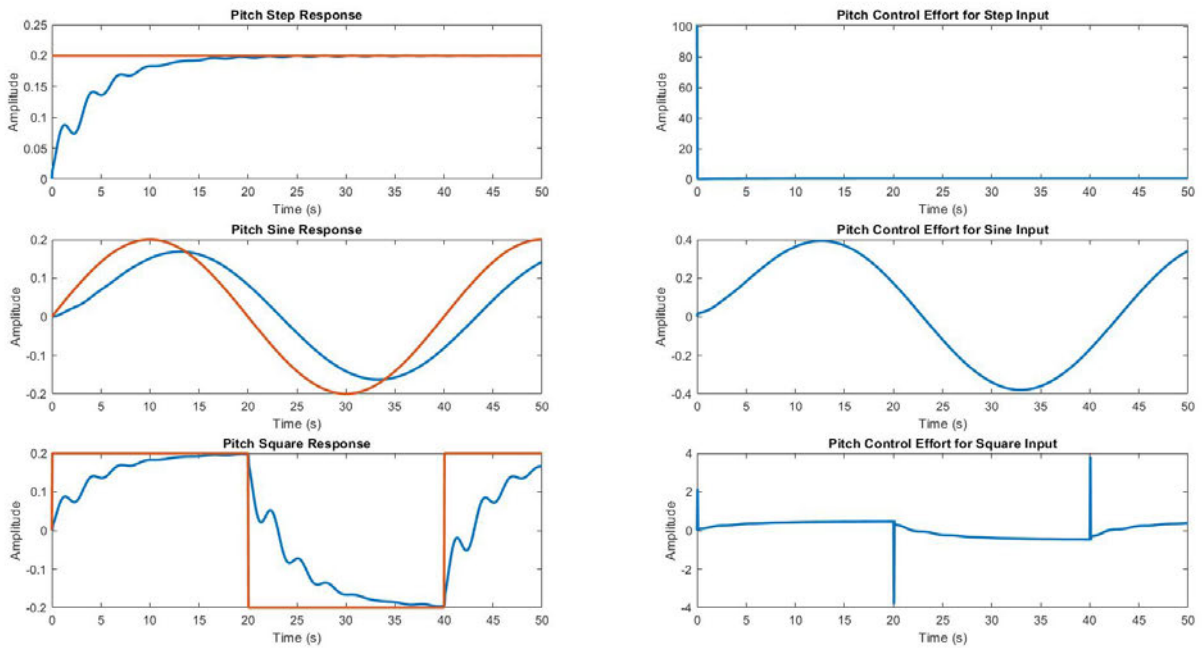 Pitch Step Response
0.25
0.2
0.15
0.1
0.05
0
Amplitude
0 5 10 15 20 25 30 35 40 45 50
Time (s)
Pitch Control Effort for Step Input
100
80
60
40
20
0
Amplitude
0 5 10 15 20 25 30 35 40 45 50
Time (s)
Pitch Sine Response
0.2
0.1
0
-0.1
-0.2
Amplitude
0 5 10 15 20 25 30 35 40 45 50
Time (s)
Pitch Control Effort for Sine Input
0.4
0.2
0
-0.2
-0.4
Amplitude
0 5 10 15 20 25 30 35 40 45 50
Time (s)
Pitch Square Response
0.2
0.1
0
-0.1
-0.2
Amplitude
0 5 10 15 20 25 30 35 40 45 50
Time (s)
Pitch Control Effort for Square Input
4
2
0
-2
-4
Amplitude
0 5 10 15 20 25 30 35 40 45 50
Time (s)